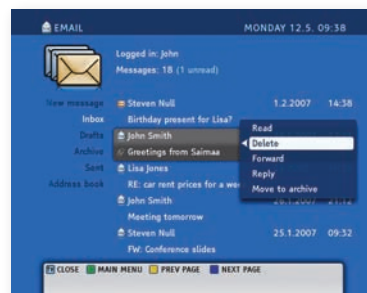 EMAIL MONDAY 12.5. 09:38
Logged in: John
Messages: 18 (1 unread)
New message
Inbox
Drafts
Archive
Sent
Address book
Steven Null 1.2.2007 14:38
Birthday present for Lisa?
John Smith
Greetings from Saimaa
Lisa Jones
RE: car rent prices for a
John Smith
Meeting tomorrow
Steven Null 25.1.2007 09:32
FW: Conference slides
Read
Delete
Forward
Reply
Move to archive
CLOSE MAIN MENU PREV PAGE NEXT PAGE